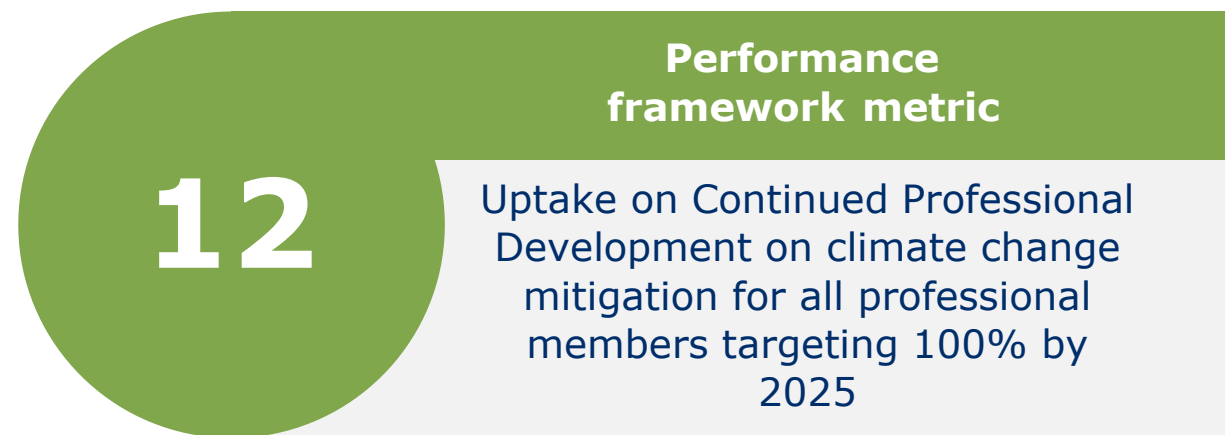 12
Performance
framework metric
Uptake on Continued Professional
Development on climate change
mitigation for all professional
members targeting 100% by
2025